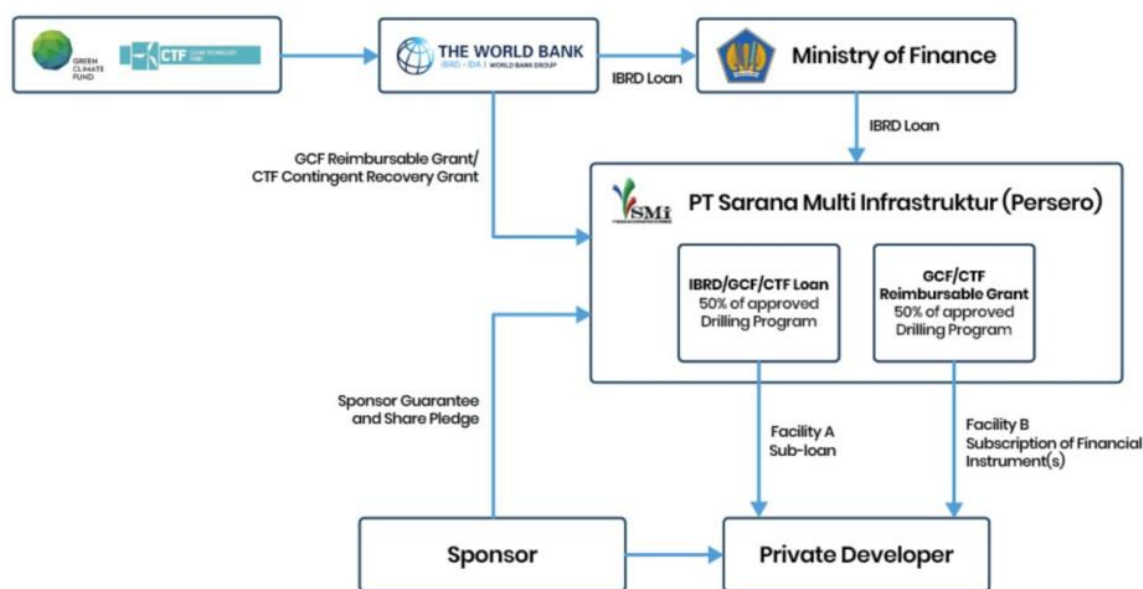 GREEN
CLIMATE
FUND
CTF CLEAN TECHNOLOGY
FUND
THE WORLD BANK
IBRD • IDA | WORLD BANK GROUP
IBRD Loan
Ministry of Finance
IBRD Loan
GCF Reimbursable Grant/
CTF Contingent Recovery Grant
SMi
PT Sarana Multi Infrastruktur (Persero)
IBRD/GCF/CTF Loan
50% of approved
Drilling Program
GCF/CTF
Reimbursable Grant
50% of approved
Drilling Program
Sponsor Guarantee
and Share Pledge
Facility A
Sub-loan
Facility B
Subscription of Financial
Instrument(s)
Sponsor
Private Developer